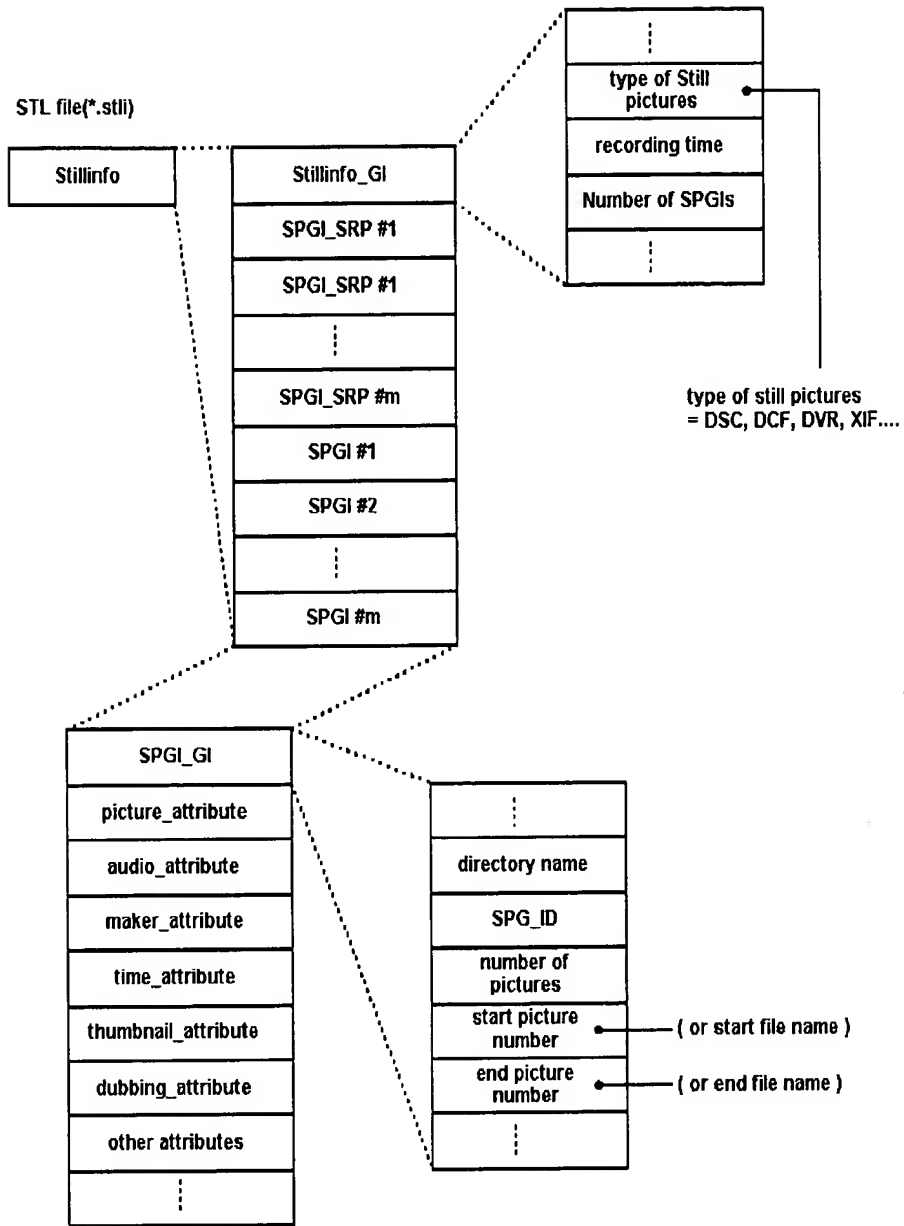 STL file(*.stli)
Stillinfo
Stillinfo_GI
SPGI_SRP #1
SPGI_SRP #1
SPGI_SRP #m
SPGI #1
SPGI #2
SPGI #m
type of Still
pictures
recording time
Number of SPGIs
type of still pictures
= DSC, DCF, DVR, XIF....
SPGI_GI
picture_attribute
audio_attribute
maker_attribute
time_attribute
thumbnail_attribute
dubbing_attribute
other attributes
directory name
SPG_ID
number of
pictures
start picture
number
( or start file name )
end picture
number
( or end file name )